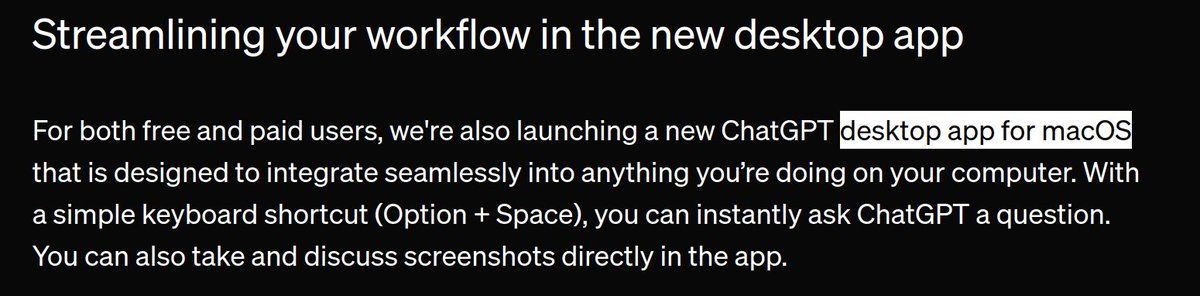 Streamlining your workflow in the new desktop app
For both free and paid users, we're also launching a new ChatGPT desktop app for macOS
that is designed to integrate seamlessly into anything you’re doing on your computer. With
a simple keyboard shortcut (Option + Space), you can instantly ask ChatGPT a question.
You can also take and discuss screenshots directly in the app.